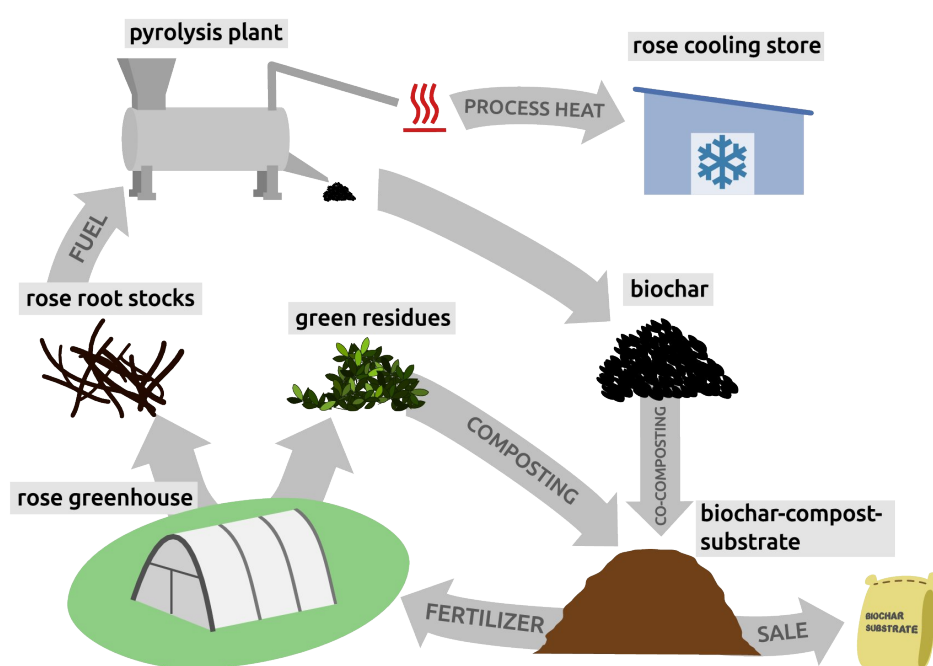 pyrolysis plant
rose cooling store
PROCESS HEAT
FUEL
rose root stocks
green residues
biochar
COMPOSTING
CO-COMPOSTING
rose greenhouse
biochar-compost-
substrate
FERTILIZER
SALE
BIOCHAR
SUBSTRATE